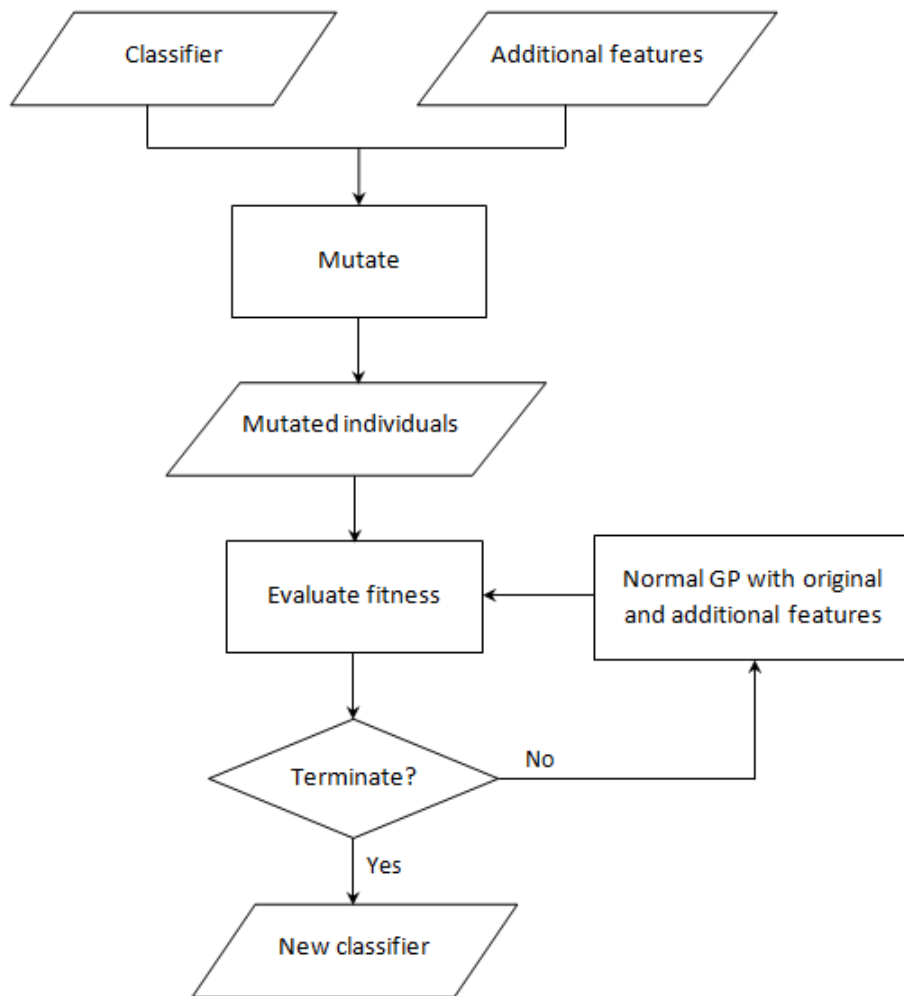 Classifier
Additional features
Mutate
Mutated individuals
Evaluate fitness
Normal GP with original
and additional features
Terminate?
No
Yes
New classifier